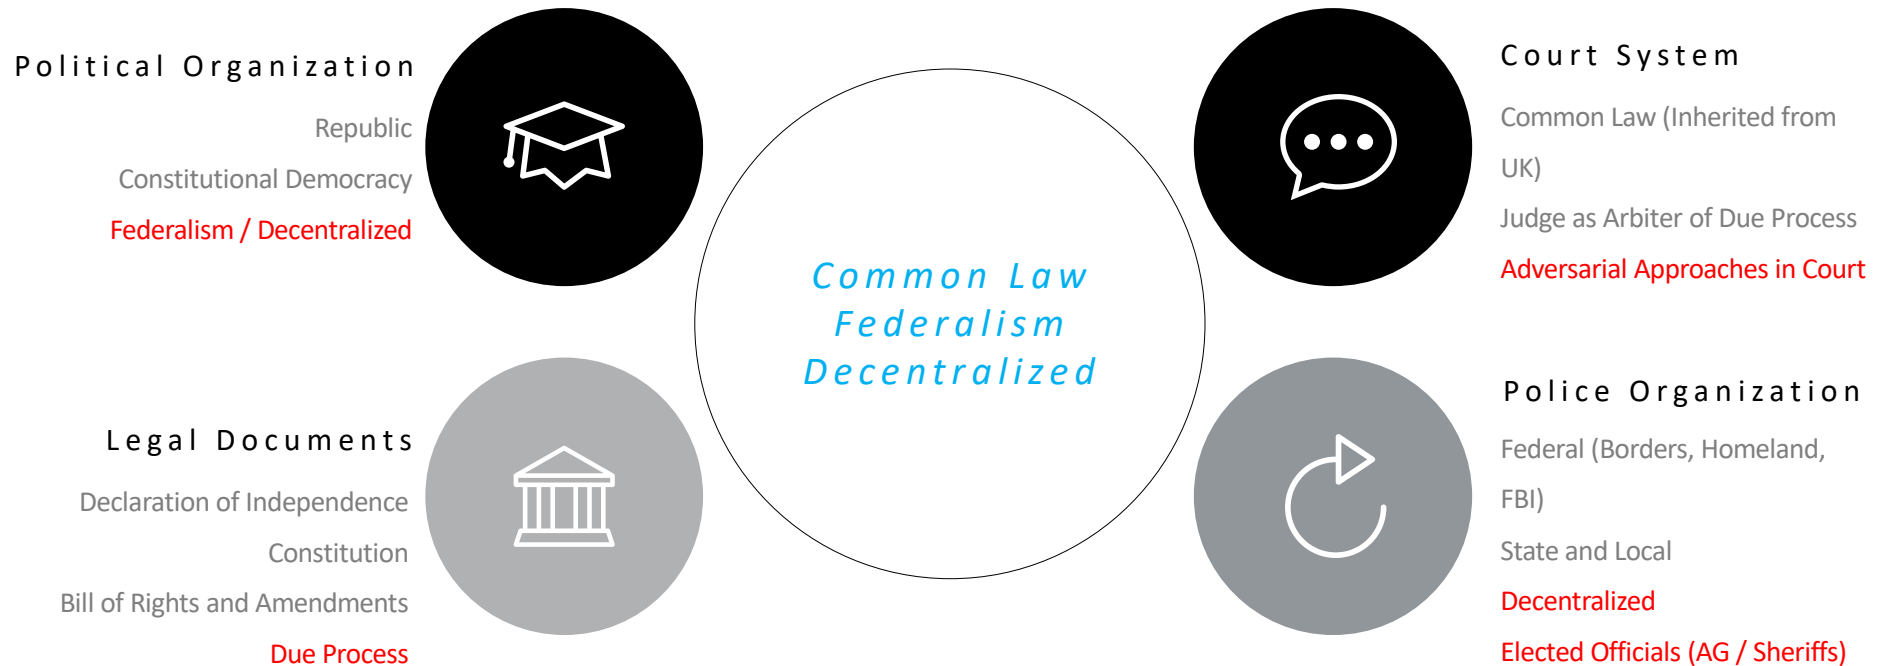 Political Organization
Republic
Constitutional Democracy
Federalism / Decentralized
Legal Documents
Declaration of Independence
Constitution
Bill of Rights and Amendments
Due Process
Common Law
Federalism
Decentralized
Court System
Common Law (Inherited from
UK)
Judge as Arbiter of Due Process
Adversarial Approaches in Court
Police Organization
Federal (Borders, Homeland,
FBI)
State and Local
Decentralized
Elected Officials (AG / Sheriffs)